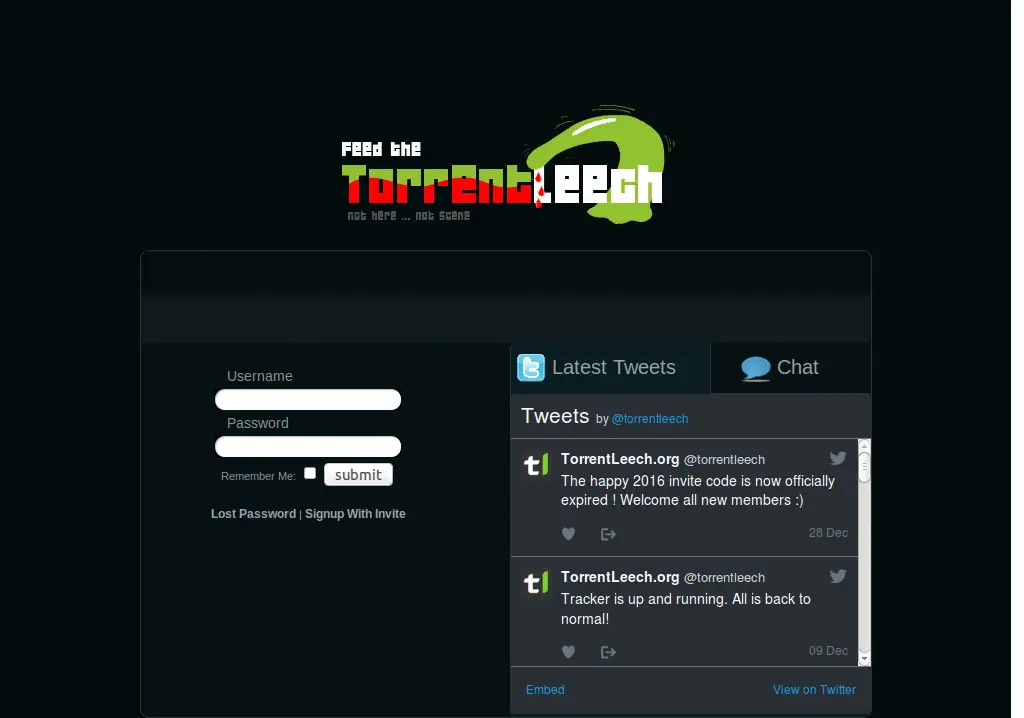 Feed the
TorrentLeech
not here ... not scene
Username
Password
Remember Me: submit
Lost Password | Signup With Invite
Latest Tweets
Chat
Tweets by @torrentleech
tl
TorrentLeech.org @torrentleech
The happy 2016 invite code is now officially
expired ! Welcome all new members :)
28 Dec
tl
TorrentLeech.org @torrentleech
Tracker is up and running. All is back to
normal!
09 Dec
Embed
View on Twitter